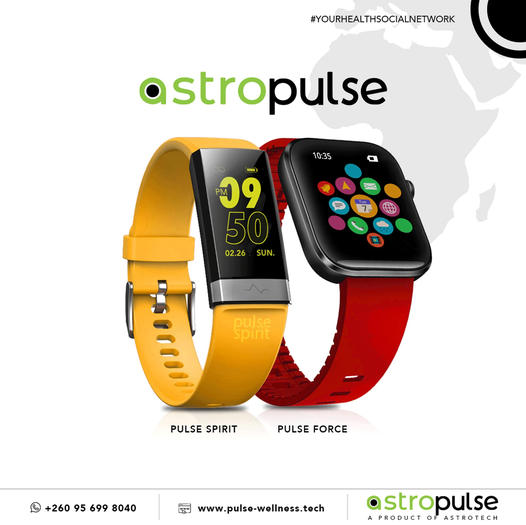 #YOURHEALTHSOCIALNETWORK
astropulse
10:35
PM 09
50
02.26 SUN.
7
pulse
spirit
PULSE SPIRIT
PULSE FORCE
+260 95 699 8040
www.pulse-wellness.tech
astropulse
A PRODUCT OF ASTROTECH